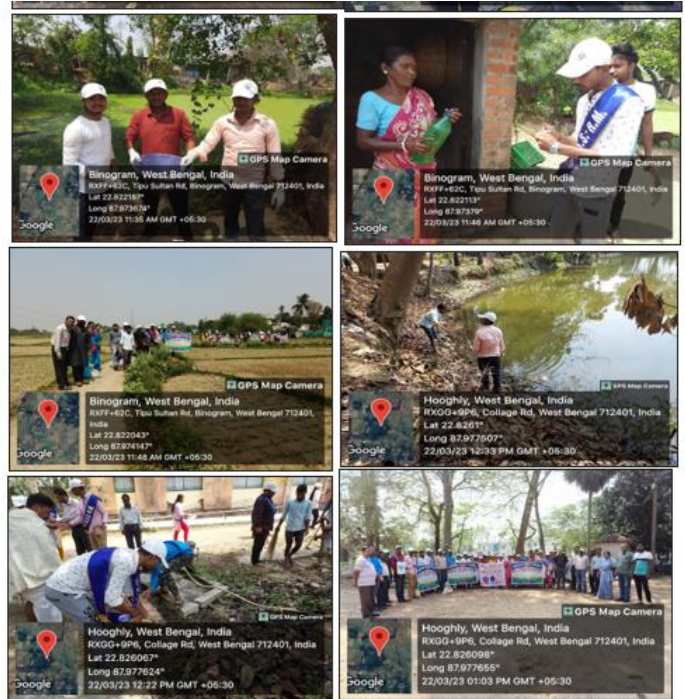 GPS Map Camera
Binogram, West Bengal, India
RXFF+62C, Tipu Sultan Rd, Binogram, West Bengal 712401, India
Lat 22.822187°
Long 87.973674°
22/03/23 11:35 AM GMT +05:30
Google
GPS Map Camera
Binogram, West Bengal, India
RXFF+62C, Tipu Sultan Rd, Binogram, West Bengal 712401, India
Lat 22.822113°
Long 87.97379°
22/03/23 11:46 AM GMT +05:30
Google
GPS Map Camera
Binogram, West Bengal, India
RXFF+62C, Tipu Sultan Rd, Binogram, West Bengal 712401,
India
Lat 22.822043°
Long 87.974147°
22/03/23 11:48 AM GMT +05:30
Google
GPS Map Camera
Hooghly, West Bengal, India
RXGG+9P6, Collage Rd, West Bengal 712401, India
Lat 22.8261°
Long 87.977507°
22/03/23 12:33 PM GMT +05:30
Google
GPS Map Camera
Hooghly, West Bengal, India
RXGG+9P6, Collage Rd, West Bengal 712401, India
Lat 22.826067°
Long 87.977624°
22/03/23 12:22 PM GMT +05:30
Google
GPS Map Camera
Hooghly, West Bengal, India
RXGG+9P6, Collage Rd, West Bengal 712401, India
Lat 22.826098°
Long 87.977655°
22/03/23 01:03 PM GMT +05:30
Google